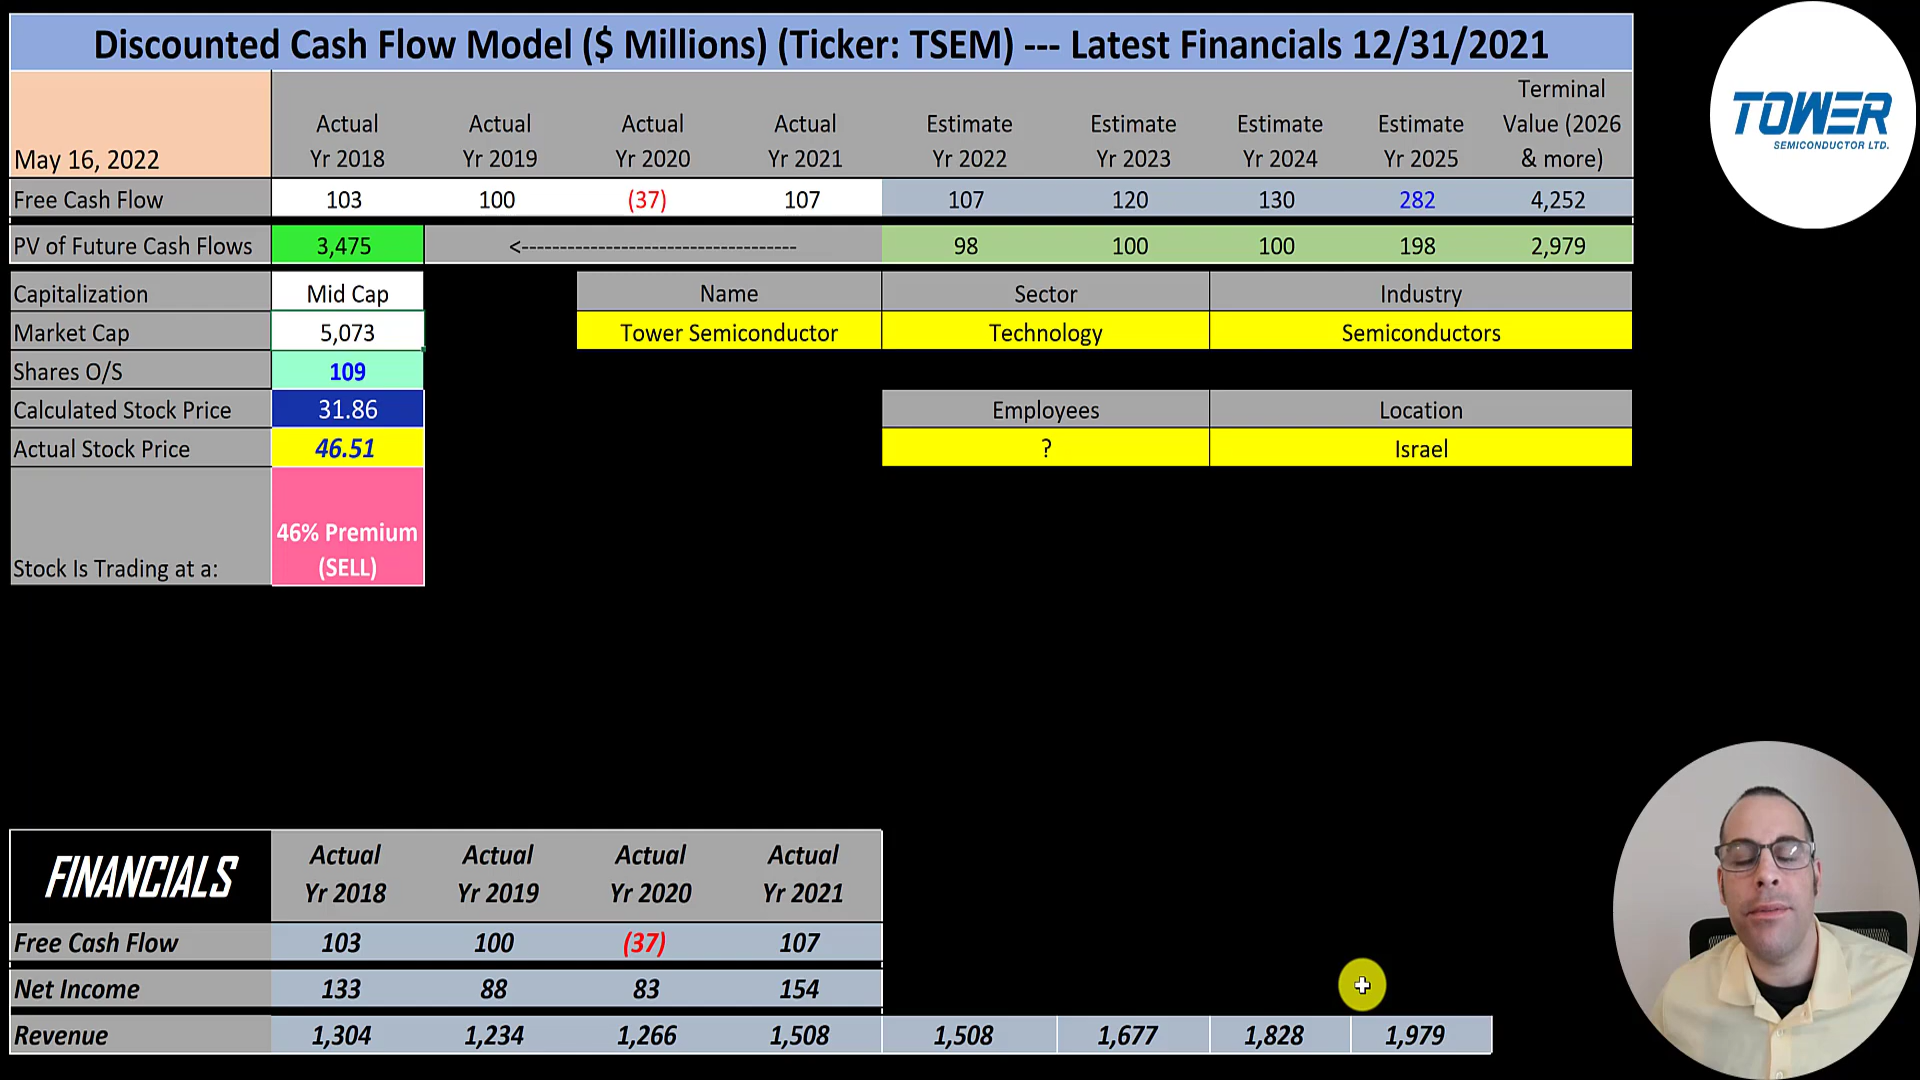 Discounted Cash Flow Model ($ Millions) (Ticker: TSEM) --- Latest Financials 12/31/2021
TOWER
SEMICONDUCTOR LTD.
May 16, 2022
Actual Yr 2018
Actual Yr 2019
Actual Yr 2020
Actual Yr 2021
Estimate Yr 2022
Estimate Yr 2023
Estimate Yr 2024
Estimate Yr 2025
Terminal Value (2026 & more)
Free Cash Flow 103 100 (37) 107 107 120 130 282 4,252
PV of Future Cash Flows 3,475 <------------------------------------ 98 100 100 198 2,979
Capitalization Mid Cap Name Sector Industry
Market Cap 5,073 Tower Semiconductor Technology Semiconductors
Shares O/S 109
Calculated Stock Price 31.86 Employees Location
Actual Stock Price 46.51 ? Israel
Stock Is Trading at a: 46% Premium (SELL)
FINANCIALS
Actual Yr 2018
Actual Yr 2019
Actual Yr 2020
Actual Yr 2021
Free Cash Flow 103 100 (37) 107
Net Income 133 88 83 154
Revenue 1,304 1,234 1,266 1,508 1,508 1,677 1,828 1,979